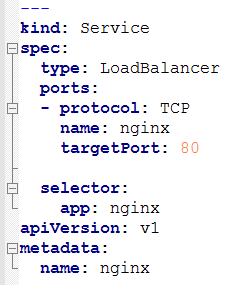 ---
kind: Service
spec:
  type: LoadBalancer
  ports:
  - protocol: TCP
    name: nginx
    targetPort: 80

  selector:
    app: nginx
apiVersion: v1
metadata:
  name: nginx